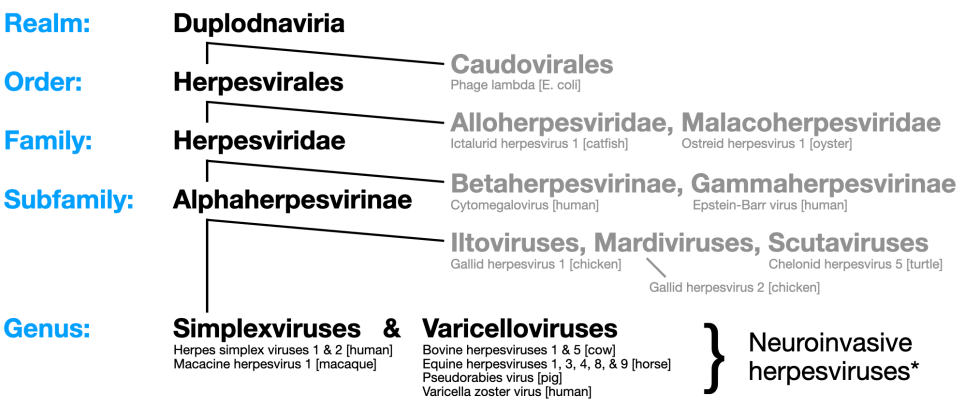 Realm: Duplodnaviria
Caudovirales
Phage lambda [E. coli]
Order: Herpesvirales
Alloherpesviridae, Malacoherpesviridae
Ictalurid herpesvirus 1 [catfish] Ostreid herpesvirus 1 [oyster]
Family: Herpesviridae
Betaherpesvirinae, Gammaherpesvirinae
Cytomegalovirus [human] Epstein-Barr virus [human]
Subfamily: Alphaherpesvirinae
Iltoviruses, Mardiviruses, Scutaviruses
Gallid herpesvirus 1 [chicken] Chelonid herpesvirus 5 [turtle]
Gallid herpesvirus 2 [chicken]
Genus: Simplexviruses & Varicelloviruses
Herpes simplex viruses 1 & 2 [human] Bovine herpesviruses 1 & 5 [cow]
Macacine herpesvirus 1 [macaque] Equine herpesviruses 1, 3, 4, 8, & 9 [horse]
Pseudorabies virus [pig]
Varicella zoster virus [human]
Neuroinvasive
herpesviruses*